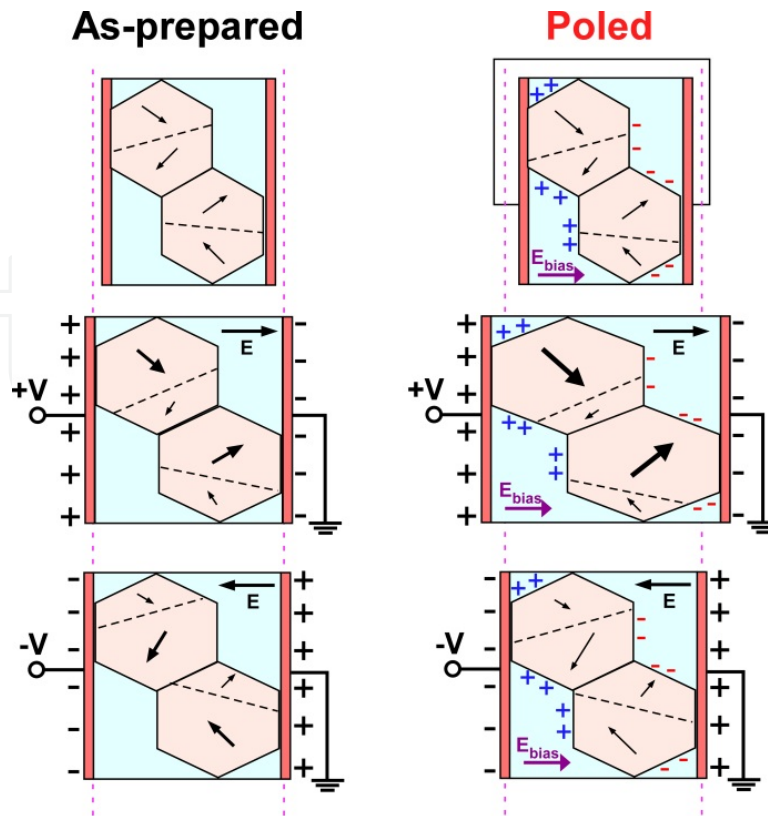 As-prepared Poled
E_bias
+ + + + + + +V E - - - - - -
+ + + + + + +V E E_bias - - - - - -
- - - - - - -V E + + + + + +
- - - - - - -V E E_bias + + + + + +